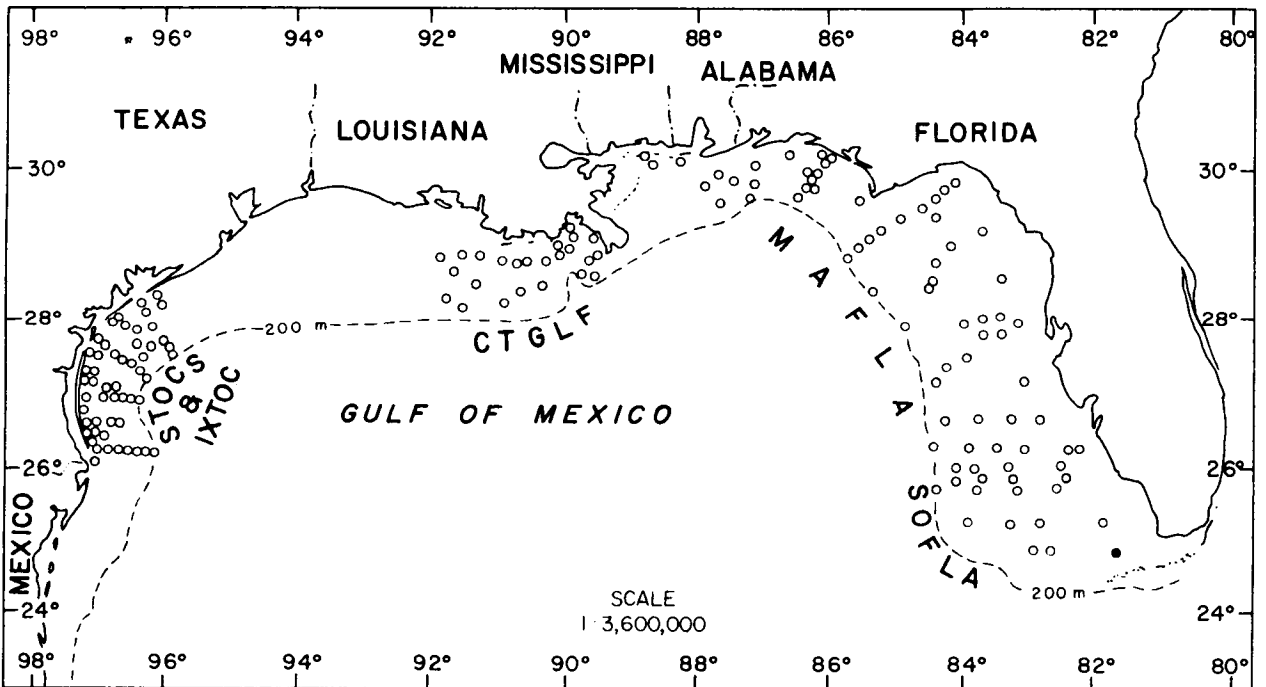 98° 96° 94° 92° 90° 88° 86° 84° 82° 80°
MISSISSIPPI ALABAMA
TEXAS LOUISIANA FLORIDA
30° 30°
MAFLA
28° 200 m CTGLF 28°
STOCS
&
IXTOC
GULF OF MEXICO
26° 26°
SOFLA
MEXICO
200 m
24° 24°
SCALE
1:3,600,000
98° 96° 94° 92° 90° 88° 86° 84° 82° 80°